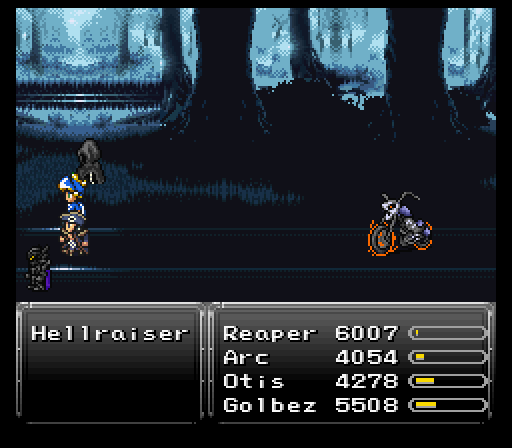 Hellraiser
Reaper 6007
Arc 4054
Otis 4278
Golbez 5508